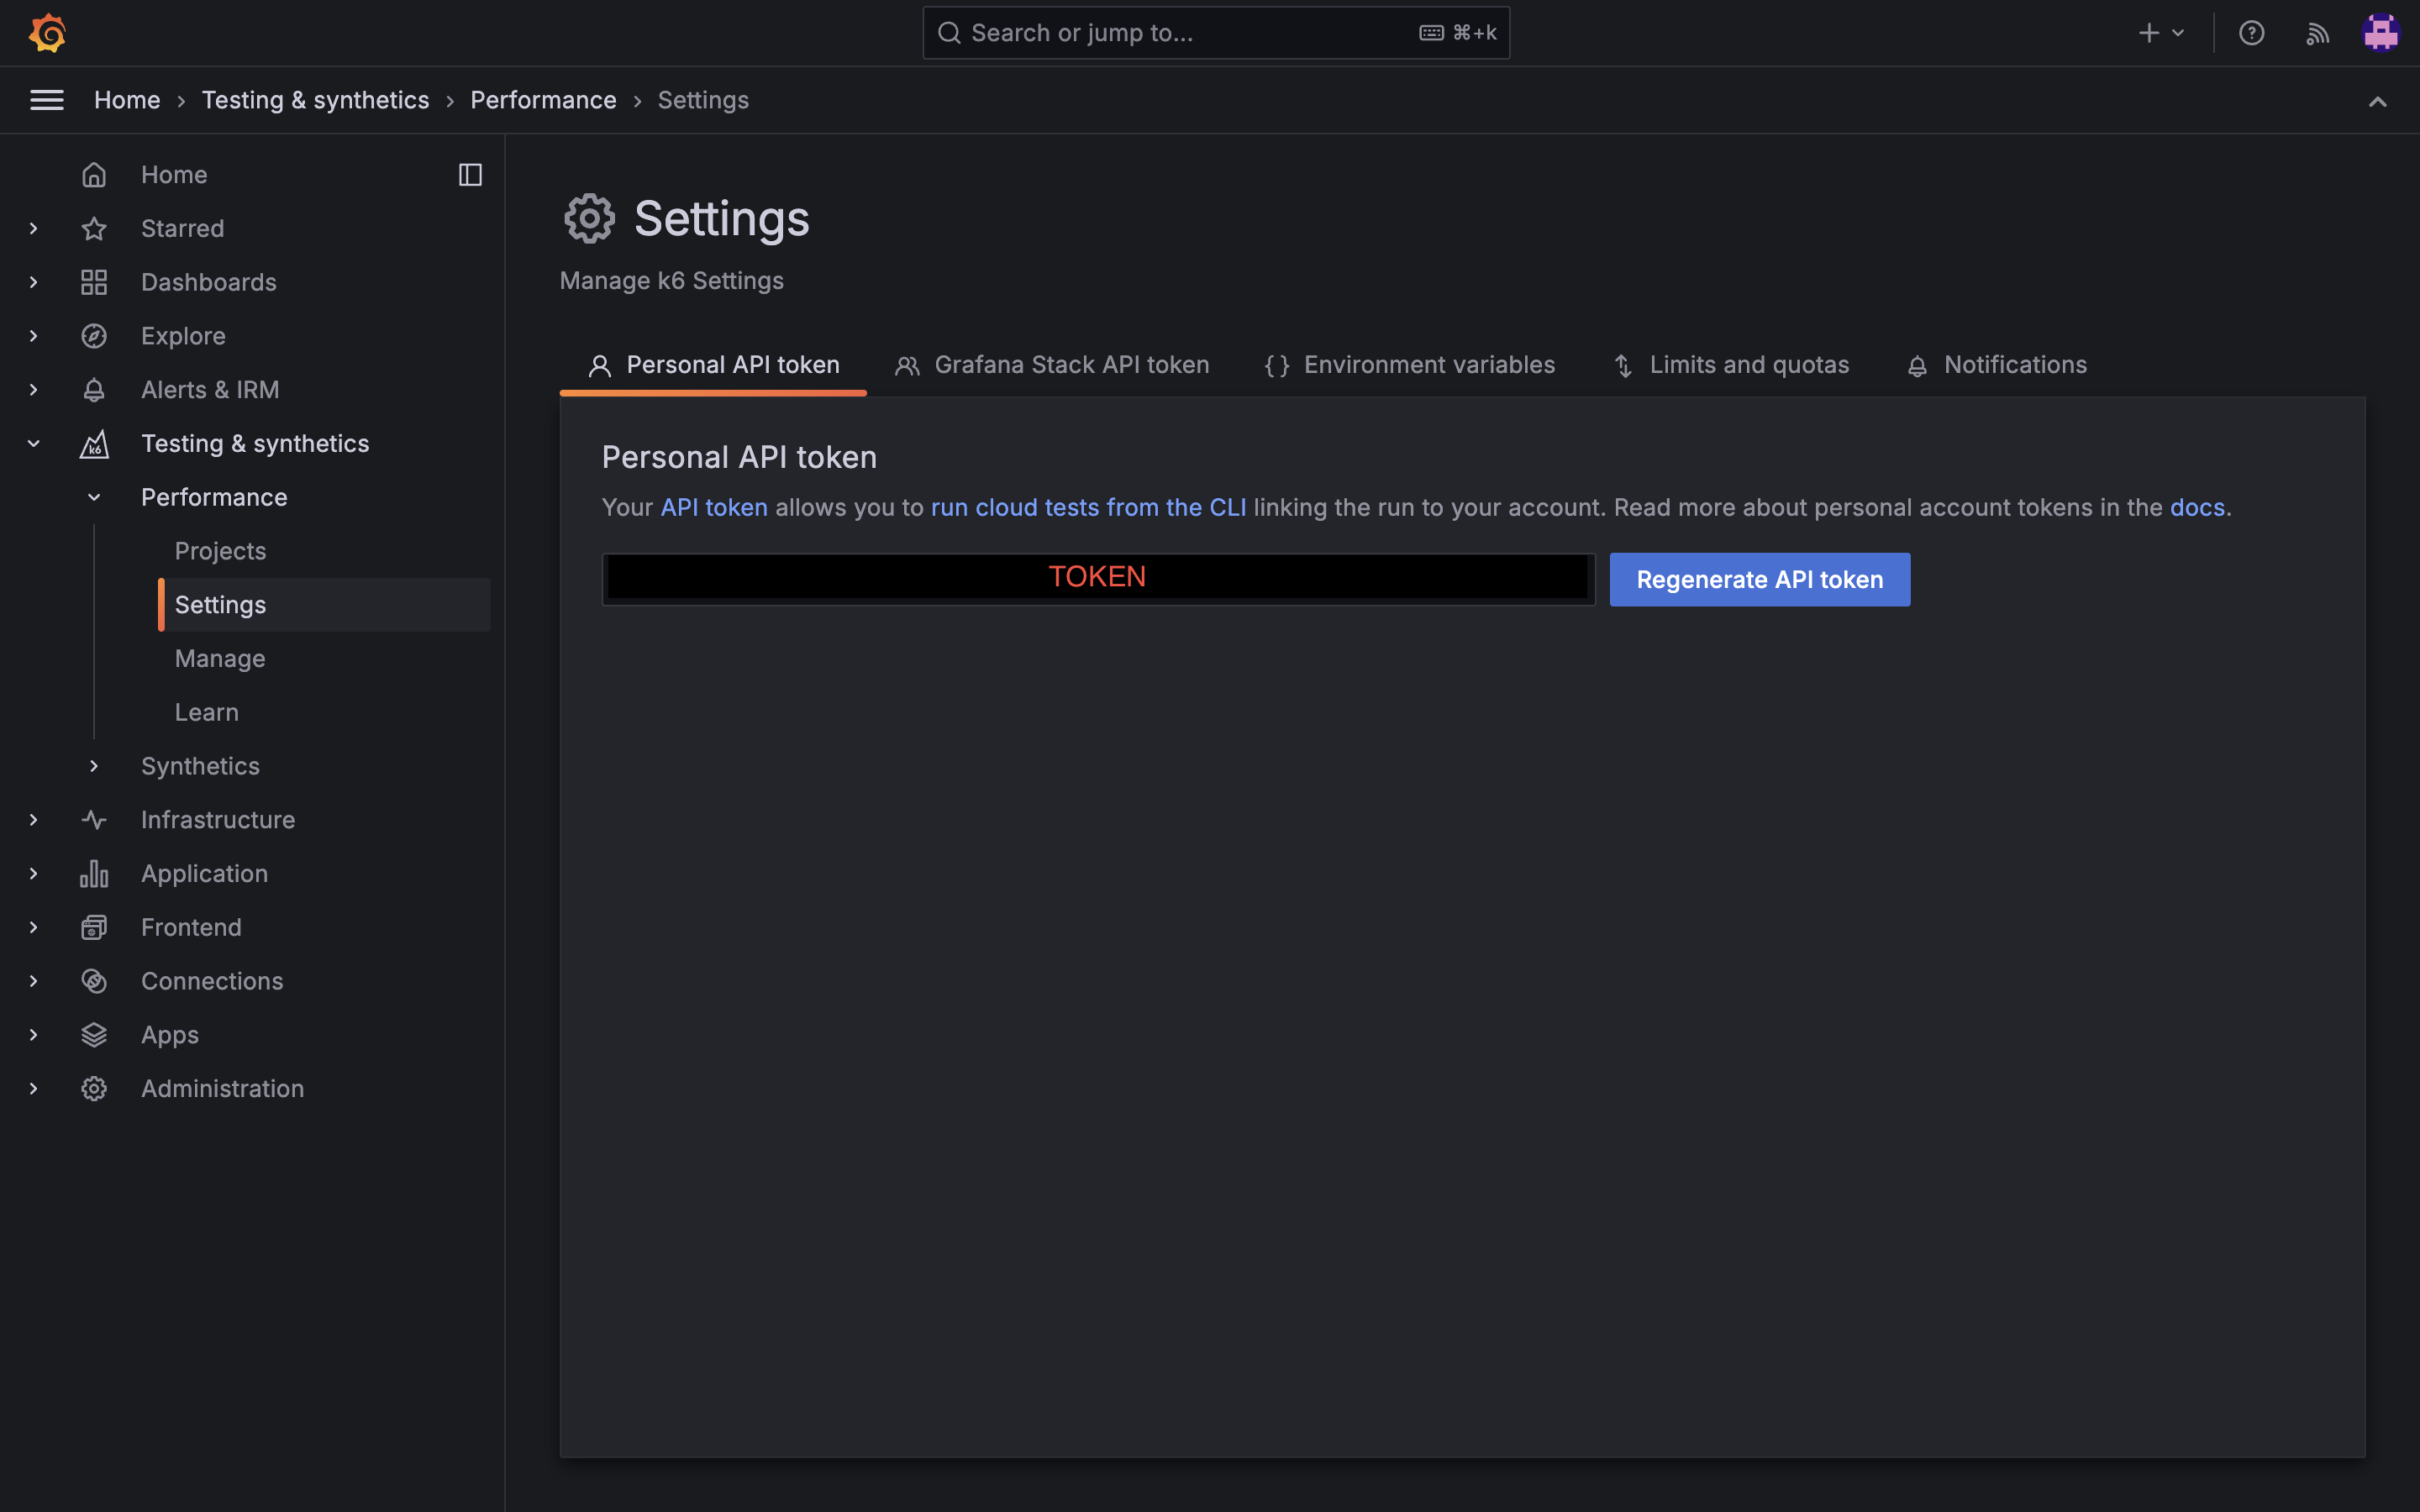 Search or jump to...
⌘+k
Home
Testing & synthetics
Performance
Settings
Home
Starred
Dashboards
Explore
Alerts & IRM
k6
Testing & synthetics
Performance
Projects
Settings
Manage
Learn
Synthetics
Infrastructure
Application
Frontend
Connections
Apps
Administration
Settings
Manage k6 Settings
Personal API token
Grafana Stack API token
Environment variables
Limits and quotas
Notifications
Personal API token
Your API token allows you to run cloud tests from the CLI linking the run to your account. Read more about personal account tokens in the docs.
TOKEN
Regenerate API token